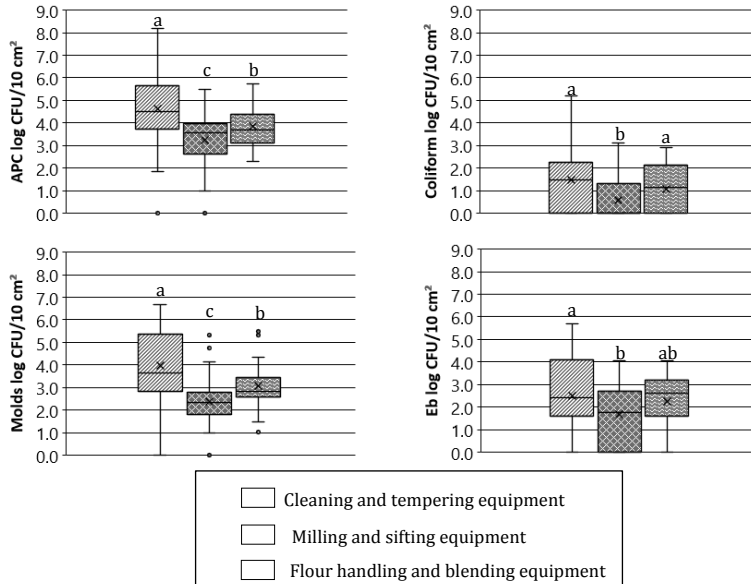 9.0
8.0
7.0
6.0
5.0
4.0
3.0
2.0
1.0
0.0
APC log CFU/10 cm²
a
c
b
9.0
8.0
7.0
6.0
5.0
4.0
3.0
2.0
1.0
0.0
Coliform log CFU/10 cm²
a
b
a
9.0
8.0
7.0
6.0
5.0
4.0
3.0
2.0
1.0
0.0
Molds log CFU/10 cm²
a
c
b
9.0
8.0
7.0
6.0
5.0
4.0
3.0
2.0
1.0
0.0
Eb log CFU/10 cm²
a
b
ab
Cleaning and tempering equipment
Milling and sifting equipment
Flour handling and blending equipment